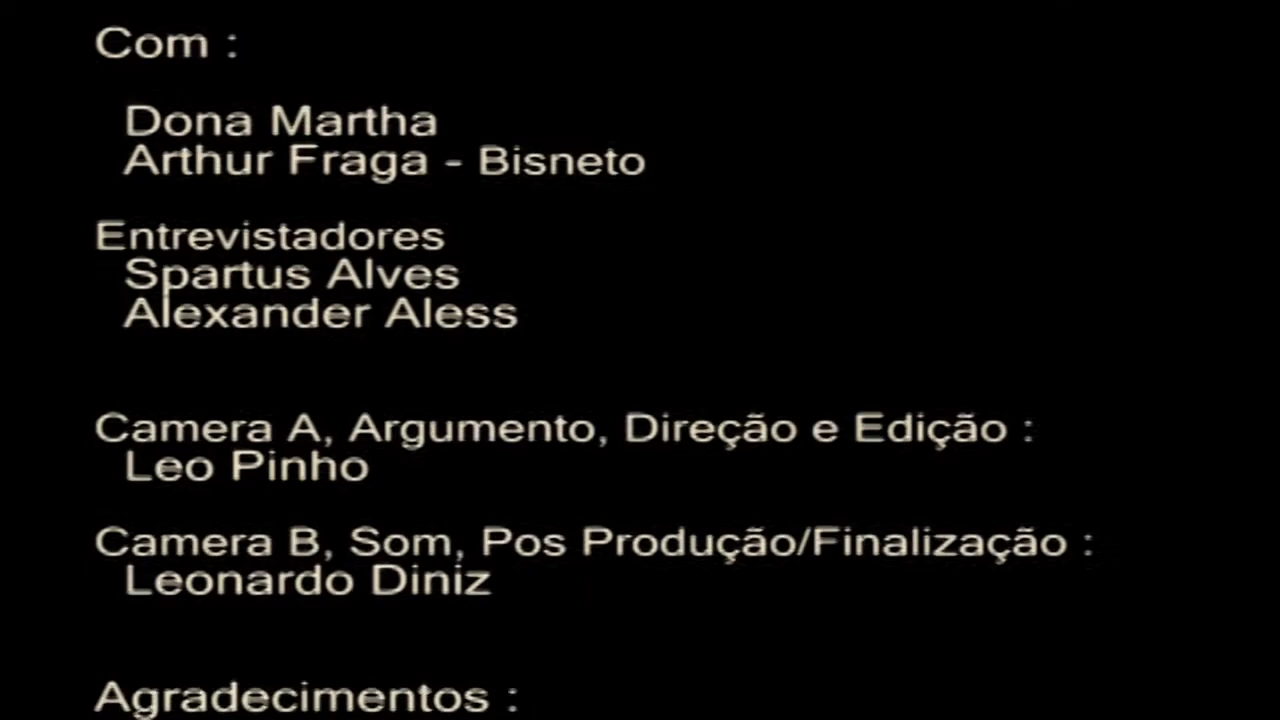 Com :
Dona Martha
Arthur Fraga - Bisneto
Entrevistadores
Spartus Alves
Alexander Aless
Camera A, Argumento, Direção e Edição :
Leo Pinho
Camera B, Som, Pos Produção/Finalização :
Leonardo Diniz
Agradecimentos :